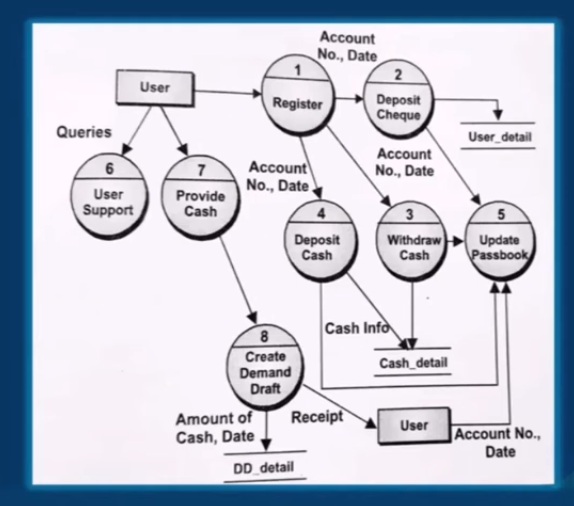 Account
No., Date
1
Register
2
Deposit
Cheque
User
User_detail
Queries
6
User
Support
7
Provide
Cash
Account
No., Date
Account
No., Date
4
Deposit
Cash
3
Withdraw
Cash
5
Update
Passbook
Cash Info
Cash_detail
8
Create
Demand
Draft
Amount of
Cash, Date
Receipt
User
Account No.,
Date
DD_detail